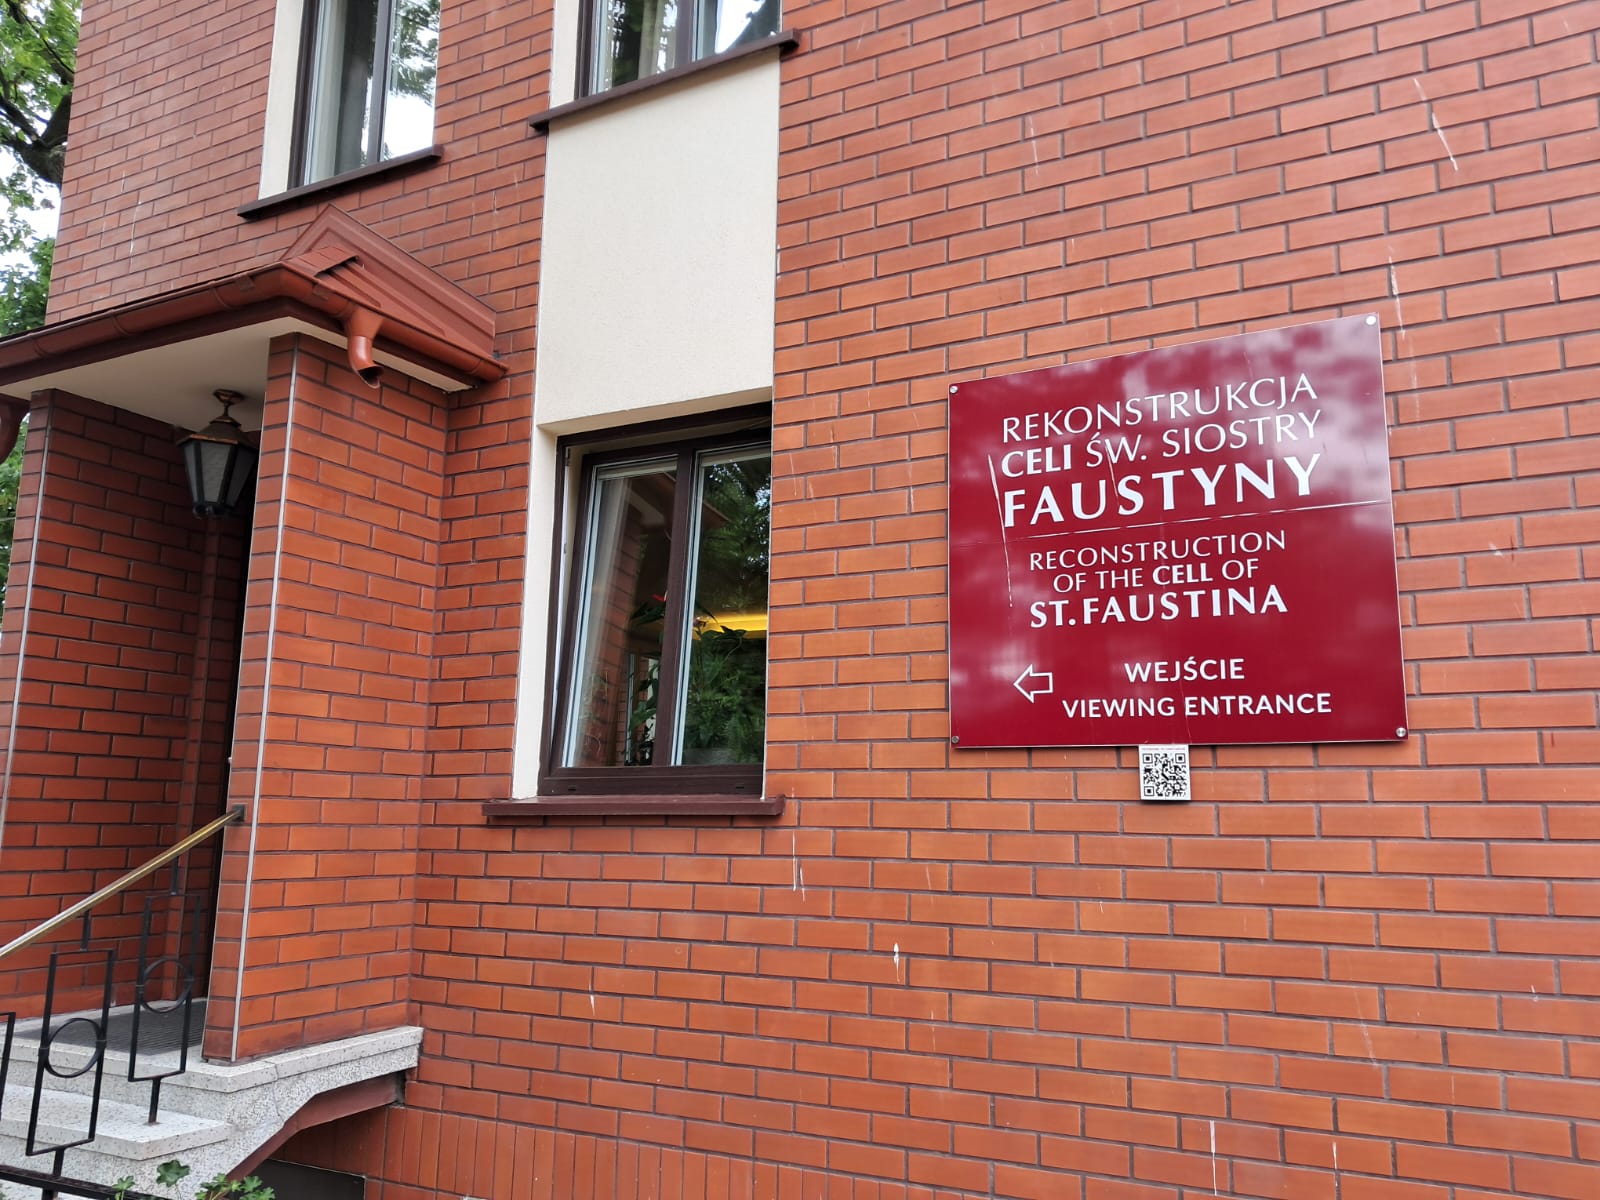 REKONSTRUKCJA
CELI ŚW. SIOSTRY
FAUSTYNY
RECONSTRUCTION
OF THE CELL OF
ST. FAUSTINA
WEJŚCIE
VIEWING ENTRANCE